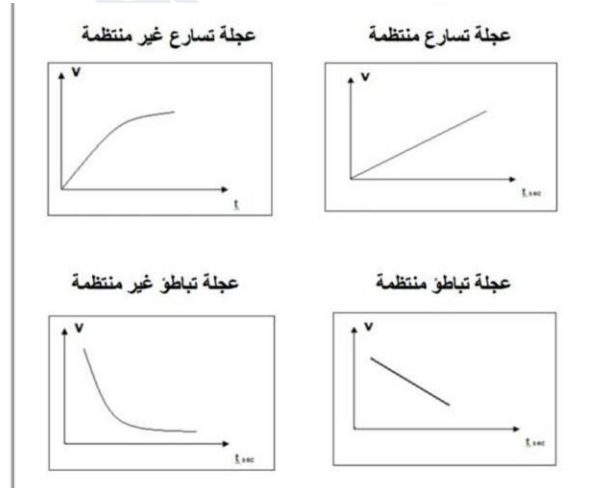 عجلة تسارع منتظمة
عجلة تسارع غير منتظمة
V
t sec
V
t
عجلة تباطؤ منتظمة
عجلة تباطؤ غير منتظمة
V
t sec
V
t sec